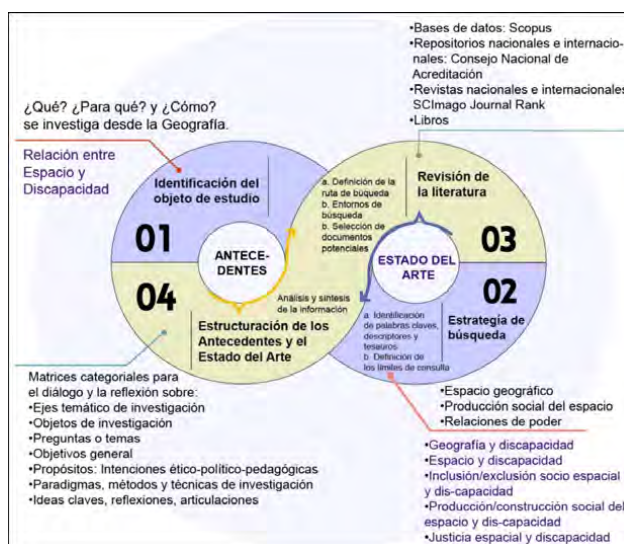 •Bases de datos: Scopus
•Repositorios nacionales e internacio-
nales: Consejo Nacional de
Acreditación
•Revistas nacionales e internacionales
SCImago Journal Rank
•Libros
¿Qué? ¿Para qué? y ¿Cómo?
se investiga desde la Geografía.
Relación entre
Espacio y
Discapacidad
Identificación del
objeto de estudio
01
ANTECE-
DENTES
04
Estructuración de los
Antecedentes y el
Estado del Arte
Análisis y síntesis
de la información
a. Definición de la
ruta de búqueda
b. Entornos de
búsqueda
b. Selección de
documentos
potenciales
Revisión de
la literatura
03
ESTADO DEL
ARTE
02
Estrategia de
búsqueda
a. Identificación
de palabras claves,
descriptores y
tesauros
b. Definición de
los límites de consulta
Matrices categoriales para
el diálogo y la reflexión sobre:
•Ejes temático de investigación
•Objetos de investigación
•Preguntas o temas
•Objetivos general
•Propósitos: Intenciones ético-político-pedagógicas
•Paradigmas, métodos y técnicas de investigación
•Ideas claves, reflexiones, articulaciones
•Espacio geográfico
•Producción social del espacio
•Relaciones de poder
•Geografía y discapacidad
•Espacio y discapacidad
•Inclusión/exclusión socio espacial
y dis-capacidad
•Producción/construcción social del
espacio y dis-capacidad
•Justicia espacial y discapacidad